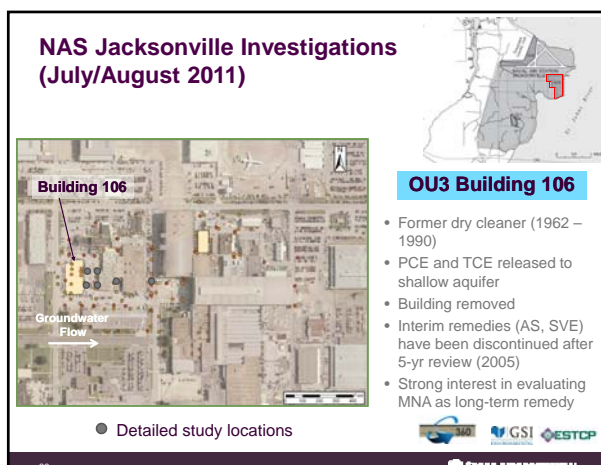 NAS Jacksonville Investigations
(July/August 2011)
Building 106
Groundwater
Flow
N
Detailed study locations
OU3 Building 106
• Former dry cleaner (1962 –
1990)
• PCE and TCE released to
shallow aquifer
• Building removed
• Interim remedies (AS, SVE)
have been discontinued after
5-yr review (2005)
• Strong interest in evaluating
MNA as long-term remedy
360
GSI
ESTCP